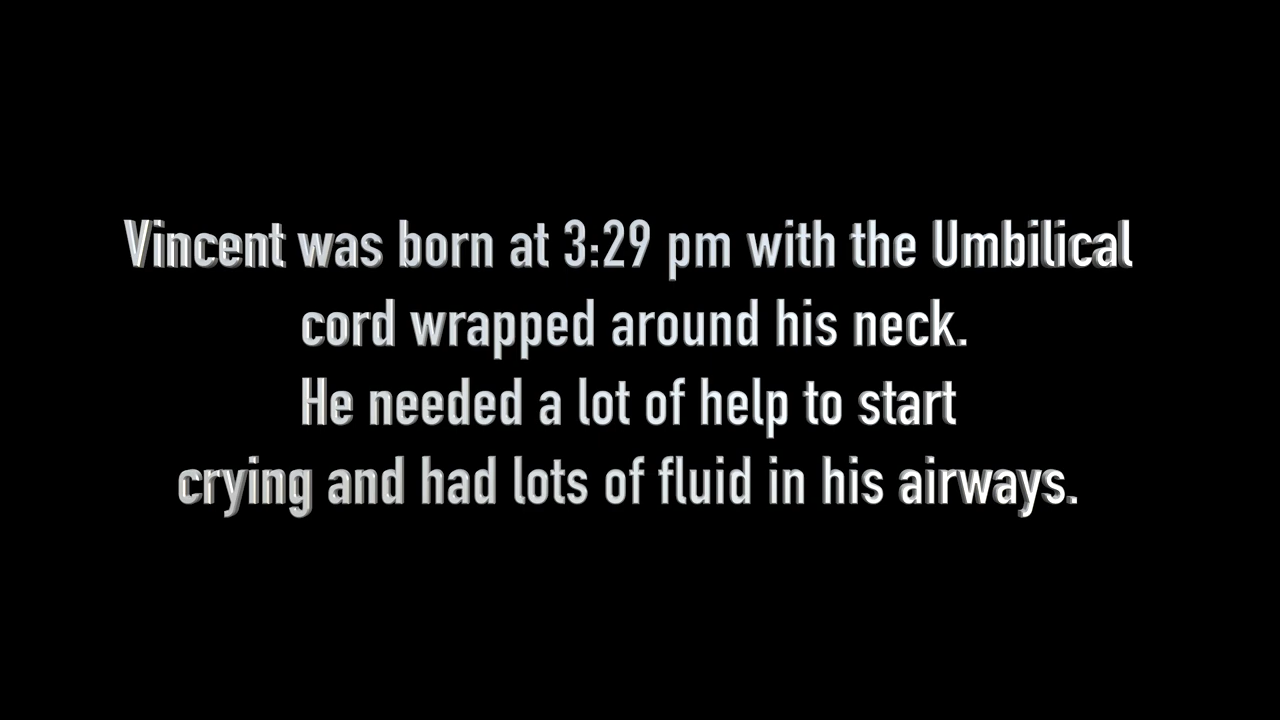 Vincent was born at 3:29 pm with the Umbilical
cord wrapped around his neck.
He needed a lot of help to start
crying and had lots of fluid in his airways.